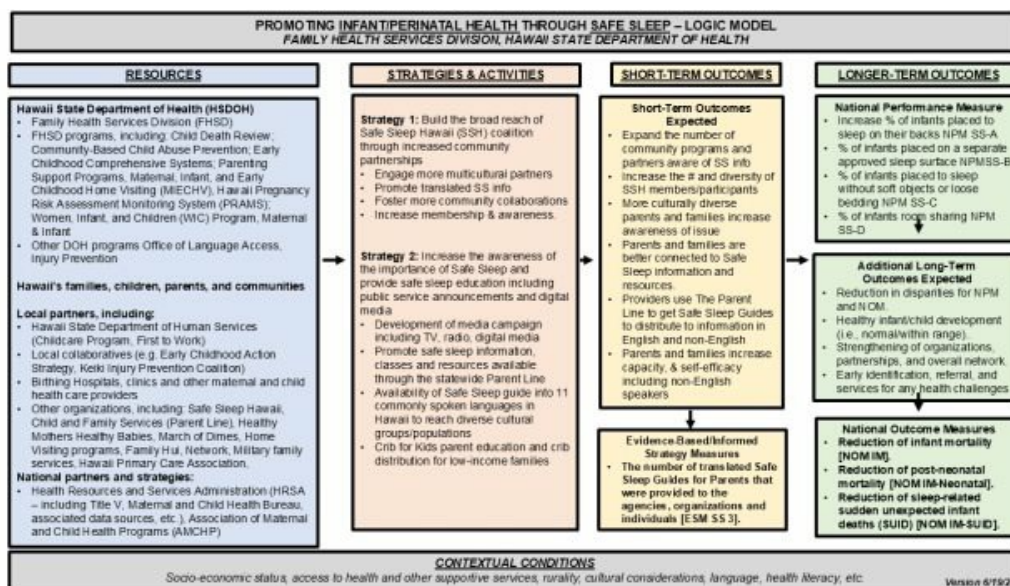 PROMOTING INFANT/PERINATAL HEALTH THROUGH SAFE SLEEP – LOGIC MODEL
FAMILY HEALTH SERVICES DIVISION, HAWAII STATE DEPARTMENT OF HEALTH
RESOURCES
Hawaii State Department of Health (HSDOH)
• Family Health Services Division (FHSD)
• FHSD programs, including: Child Death Review;
Community-Based Child Abuse Prevention; Early
Childhood Comprehensive Systems; Parenting
Support Programs, Maternal, Infant, and Early
Childhood Home Visiting (MIECHV), Hawaii Pregnancy
Risk Assessment Monitoring System (PRAMS);
Women, Infant, and Children (WIC) Program, Maternal
& Infant
• Other DOH programs Office of Language Access,
Injury Prevention
Hawaii's families, children, parents, and communities
Local partners, including:
• Hawaii State Department of Human Services
(Childcare Program, First to Work)
• Local collaboratives (e.g. Early Childhood Action
Strategy, Keiki Injury Prevention Coalition)
• Birthing Hospitals, clinics and other maternal and child
health care providers
• Other organizations, including: Safe Sleep Hawaii,
Child and Family Services (Parent Line), Healthy
Mothers Healthy Babies, March of Dimes, Home
Visiting programs, Family Hui, Network, Military family
services, Hawaii Primary Care Association,
National partners and strategies:
• Health Resources and Services Administration (HRSA
– including Title V, Maternal and Child Health Bureau,
associated data sources, etc.), Association of Maternal
and Child Health Programs (AMCHP)
STRATEGIES & ACTIVITIES
Strategy 1: Build the broad reach of
Safe Sleep Hawaii (SSH) coalition
through increased community
partnerships
• Engage more multicultural partners
• Promote translated SS info
• Foster more community collaborations
• Increase membership & awareness.
Strategy 2: Increase the awareness of
the importance of Safe Sleep and
provide safe sleep education including
public service announcements and digital
media
• Development of media campaign
including TV, radio, digital media
• Promote safe sleep information,
classes and resources available
through the statewide Parent Line
• Availability of Safe Sleep guide into 11
commonly spoken languages in
Hawaii to reach diverse cultural
groups/populations
• Crib for Kids parent education and crib
distribution for low-income families
SHORT-TERM OUTCOMES
Short-Term Outcomes
Expected
• Expand the number of
community programs and
partners aware of SS info
• Increase the # and diversity of
SSH members/participants
• More culturally diverse
parents and families increase
awareness of issue
• Parents and families are
better connected to Safe
Sleep information and
resources.
• Providers use The Parent
Line to get Safe Sleep Guides
to distribute to information in
English and non-English
• Parents and families increase
capacity, & self-efficacy
including non-English
speakers
Evidence-Based/Informed
Strategy Measures
• The number of translated Safe
Sleep Guides for Parents that
were provided to the
agencies, organizations and
individuals [ESM SS 3].
LONGER-TERM OUTCOMES
National Performance Measure
• Increase % of infants placed to
sleep on their backs NPM SS-A
• % of infants placed on a separate
approved sleep surface NPMSS-B
• % of infants placed to sleep
without soft objects or loose
bedding NPM SS-C
• % of infants room sharing NPM
SS-D
Additional Long-Term
Outcomes Expected
• Reduction in disparities for NPM
and NOM.
• Healthy infant/child development
(i.e., normal/within range).
• Strengthening of organizations,
partnerships, and overall network
• Early identification, referral, and
services for any health challenges
National Outcome Measures
• Reduction of infant mortality
[NOM IM].
• Reduction of post-neonatal
mortality [NOM IM-Neonatal].
• Reduction of sleep-related
sudden unexpected infant
deaths (SUID) [NOM IM-SUID].
CONTEXTUAL CONDITIONS
Socio-economic status, access to health and other supportive services, rurality, cultural considerations, language, health literacy, etc.
Version